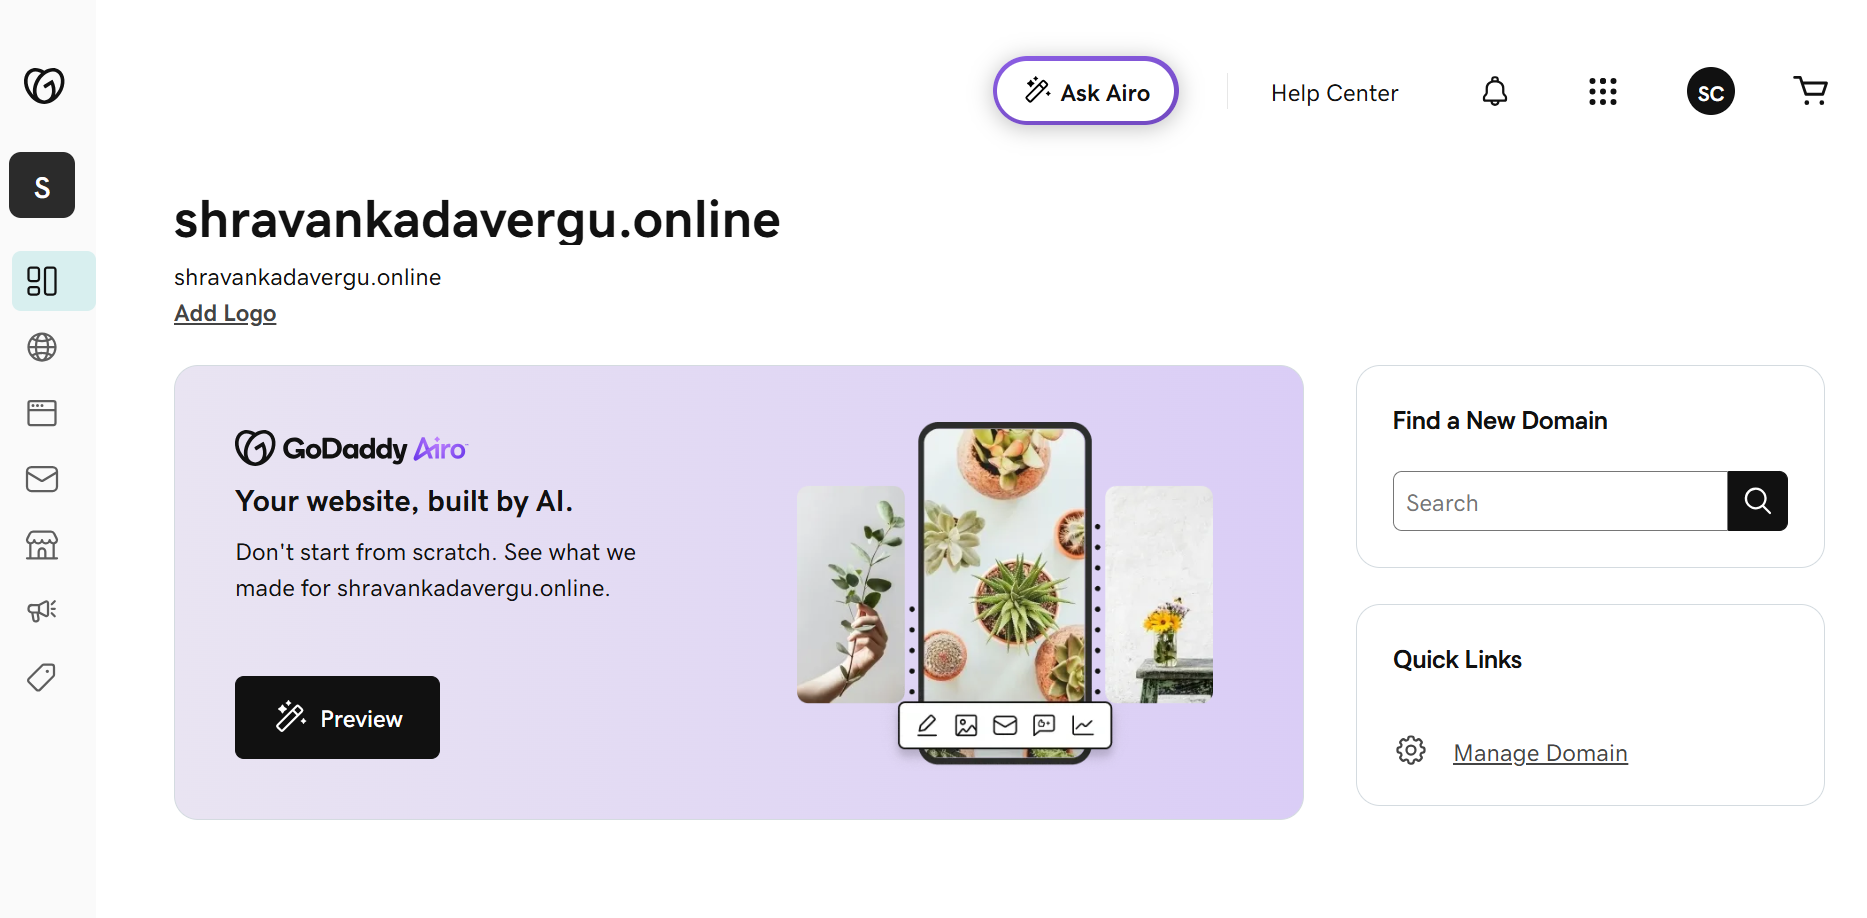 Ask Airo
Help Center
SC
S
shravankadavergu.online
shravankadavergu.online
Add Logo
GoDaddy Airo
Your website, built by AI.
Don't start from scratch. See what we
made for shravankadavergu.online.
Preview
Find a New Domain
Search
Quick Links
Manage Domain